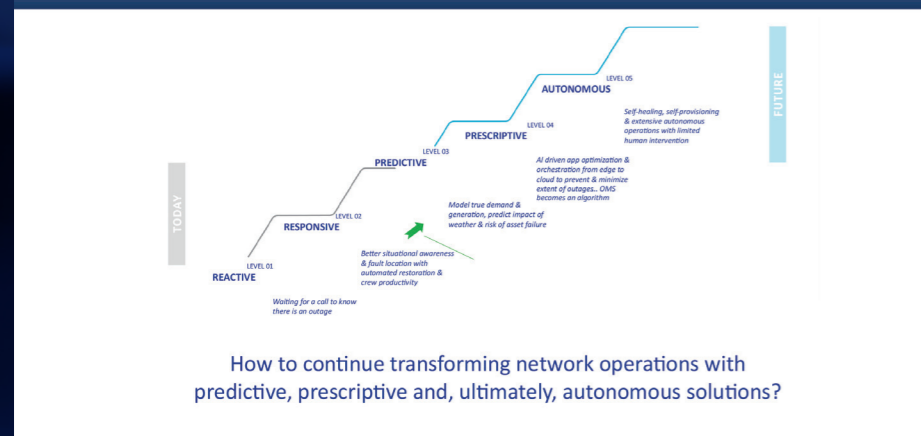 FUTURE
LEVEL 05
AUTONOMOUS
Self-healing, self-provisioning
& extensive autonomous
operations with limited
human intervention
LEVEL 04
PRESCRIPTIVE
AI driven app optimization &
orchestration from edge to
cloud to prevent & minimize
extent of outages.. OMS
becomes an algorithm
LEVEL 03
PREDICTIVE
Model true demand &
generation, predict impact of
weather & risk of asset failure
TODAY
LEVEL 02
RESPONSIVE
Better situational awareness
& fault location with
automated restoration &
crew productivity
LEVEL 01
REACTIVE
Waiting for a call to know
there is an outage
How to continue transforming network operations with
predictive, prescriptive and, ultimately, autonomous solutions?